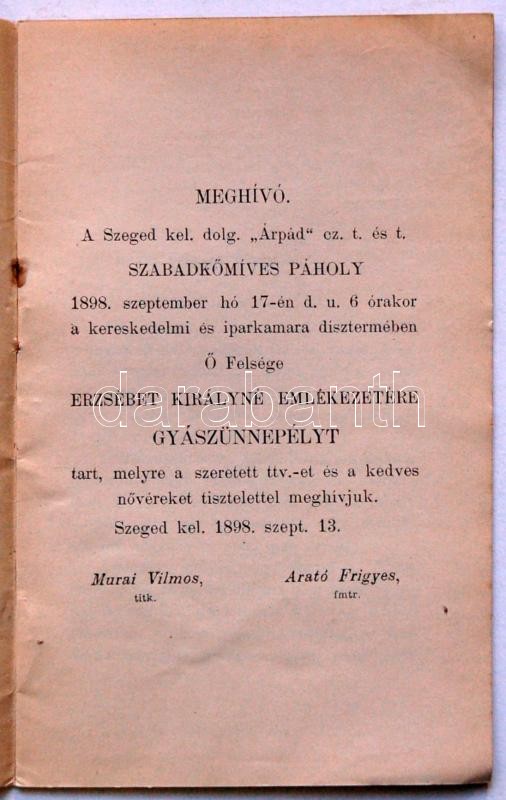 MEGHÍVÓ.
A Szeged kel. dolg. „Árpád“ cz. t. és t.
SZABADKŐMÍVES PÁHOLY
1898. szeptember hó 17-én d. u. 6 órakor
a kereskedelmi és iparkamara disztermében
Ő Felsége
ERZSÉBET KIRÁLYNÉ EMLÉKEZETÉRE
darabanth
GYÁSZÜNNEPÉLYT
tart, melyre a szeretett ttv.-et és a kedves
nővéreket tisztelettel meghívjuk.
Szeged kel. 1898. szept. 13.
Murai Vilmos, Arató Frigyes,
titk. fmtr.